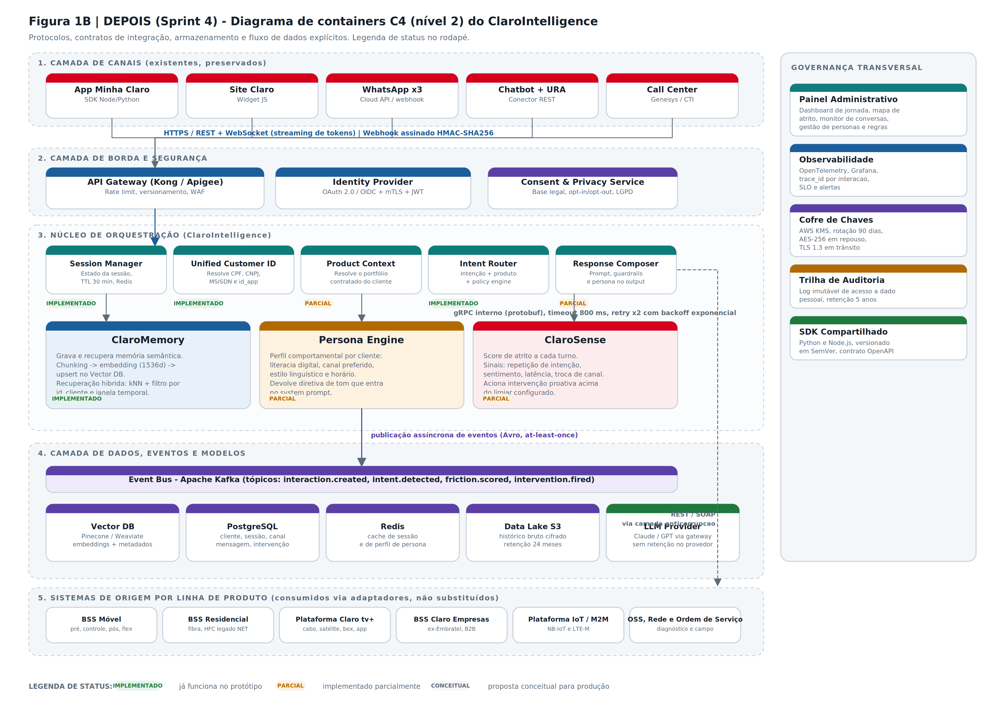 Figura 1B | DEPOIS (Sprint 4) - Diagrama de containers C4 (nível 2) do ClaroIntelligence
Protocolos, contratos de integração, armazenamento e fluxo de dados explícitos. Legenda de status no rodapé.
1. CAMADA DE CANAIS (existentes, preservados)
App Minha Claro
SDK Node/Python
Site Claro
Widget JS
WhatsApp x3
Cloud API / webhook
Chatbot + URA
Conector REST
Call Center
Genesys / CTI
HTTPS / REST + WebSocket (streaming de tokens) | Webhook assinado HMAC-SHA256
2. CAMADA DE BORDA E SEGURANÇA
API Gateway (Kong / Apigee)
Rate limit, versionamento, WAF
Identity Provider
OAuth 2.0 / OIDC + mTLS + JWT
Consent & Privacy Service
Base legal, opt-in/opt-out, LGPD
3. NÚCLEO DE ORQUESTRAÇÃO (ClaroIntelligence)
Session Manager
Estado da sessão,
TTL 30 min, Redis
IMPLEMENTADO
Unified Customer ID
Resolve CPF, CNPJ,
MSISDN e id_app
IMPLEMENTADO
Product Context
Resolve o portfólio
contratado do cliente
PARCIAL
Intent Router
Intenção + produto
+ policy engine
IMPLEMENTADO
Response Composer
Prompt, guardrails
e persona no output
PARCIAL
gRPC interno (protobuf), timeout 800 ms, retry x2 com backoff exponencial
ClaroMemory
Grava e recupera memória semântica.
Chunking -> embedding (1536d) ->
upsert no Vector DB.
Recuperação hibrida: kNN + filtro por
id_cliente e janela temporal.
IMPLEMENTADO
Persona Engine
Perfil comportamental por cliente:
literacia digital, canal preferido,
estilo linguístico e horário.
Devolve diretiva de tom que entra
no system prompt.
PARCIAL
ClaroSense
Score de atrito a cada turno.
Sinais: repetição de intenção,
sentimento, latência, troca de canal.
Aciona intervenção proativa acima
do limiar configurado.
PARCIAL
publicação assíncrona de eventos (Avro, at-least-once)
4. CAMADA DE DADOS, EVENTOS E MODELOS
Event Bus - Apache Kafka (tópicos: interaction.created, intent.detected, friction.scored, intervention.fired)
Vector DB
Pinecone / Weaviate
embeddings + metadados
PostgreSQL
cliente, sessão, canal
mensagem, intervenção
Redis
cache de sessão
e de perfil de persona
Data Lake S3
histórico bruto cifrado
retenção 24 meses
REST / SOAP
via camada anticorrupcao
LLM Provider
Claude / GPT via gateway
sem retenção no provedor
5. SISTEMAS DE ORIGEM POR LINHA DE PRODUTO (consumidos via adaptadores, não substituídos)
BSS Móvel
pré, controle, pós, flex
BSS Residencial
fibra, HFC legado NET
Plataforma Claro tv+
cabo, satélite, box, app
BSS Claro Empresas
ex-Embratel, B2B
Plataforma IoT / M2M
NB-IoT e LTE-M
OSS, Rede e Ordem de Serviço
diagnóstico e campo
GOVERNANÇA TRANSVERSAL
Painel Administrativo
Dashboard de jornada, mapa de
atrito, monitor de conversas,
gestão de personas e regras
Observabilidade
OpenTelemetry, Grafana,
trace_id por interacao,
SLO e alertas
Cofre de Chaves
AWS KMS, rotação 90 dias,
AES-256 em repouso,
TLS 1.3 em trânsito
Trilha de Auditoria
Log imutável de acesso a dado
pessoal, retenção 5 anos
SDK Compartilhado
Python e Node.js, versionado
em SemVer, contrato OpenAPI
LEGENDA DE STATUS: IMPLEMENTADO já funciona no protótipo PARCIAL implementado parcialmente CONCEITUAL proposta conceitual para produção